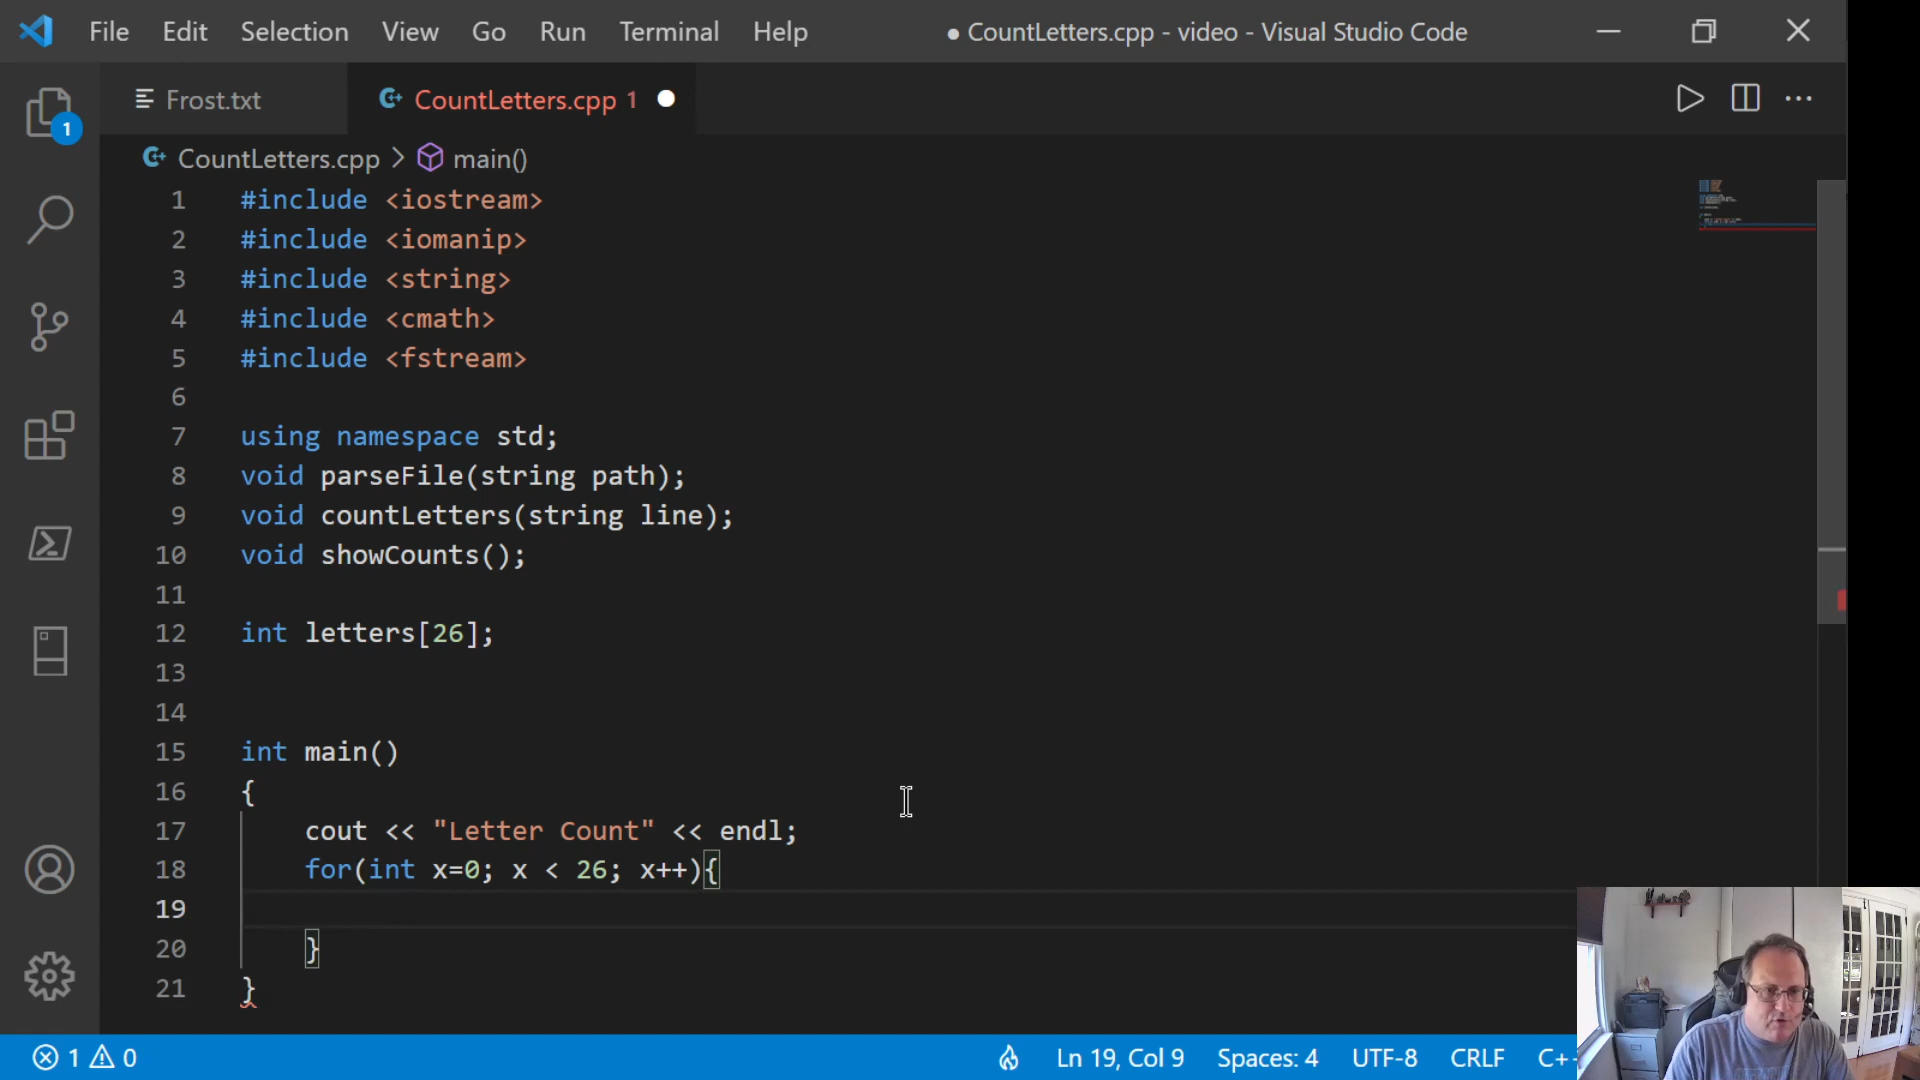 File Edit Selection View Go Run Terminal Help ● CountLetters.cpp - video - Visual Studio Code
Frost.txt CountLetters.cpp 1
CountLetters.cpp > main()
1 #include <iostream>
2 #include <iomanip>
3 #include <string>
4 #include <cmath>
5 #include <fstream>
6
7 using namespace std;
8 void parseFile(string path);
9 void countLetters(string line);
10 void showCounts();
11
12 int letters[26];
13
14
15 int main()
16 {
17 cout << "Letter Count" << endl;
18 for(int x=0; x < 26; x++){
19
20 }
21 }
1 0 Ln 19, Col 9 Spaces: 4 UTF-8 CRLF C+
1